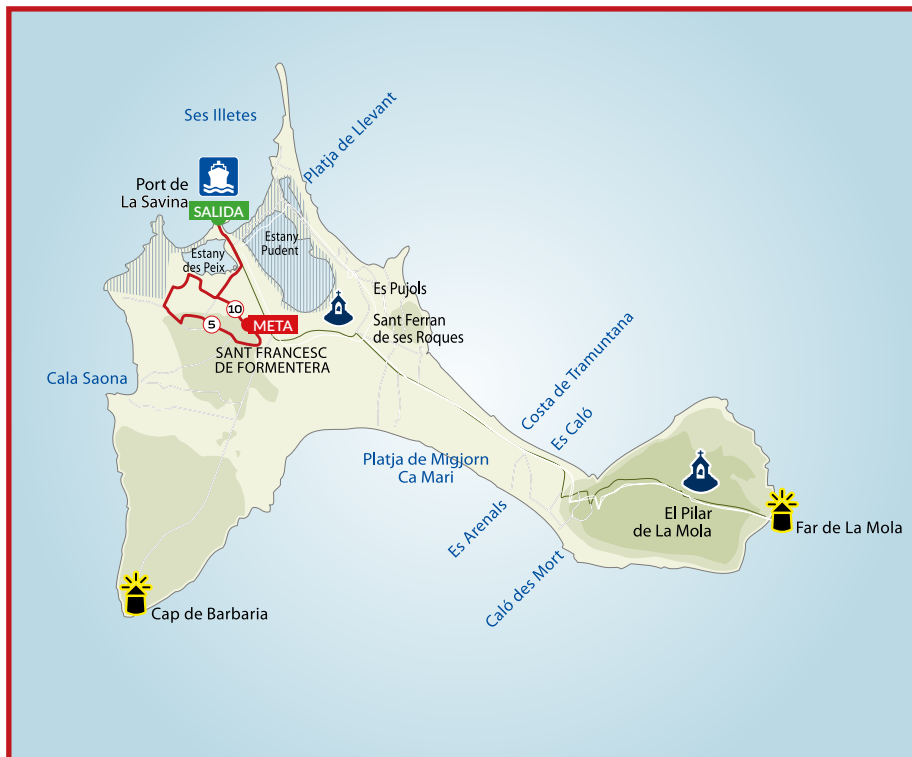 Ses Illetes
Platja de Llevant
Port de
La Savina
SALIDA
Estany
des Peix
Estany
Pudent
Es Pujols
10
5
META
Sant Ferran
de ses Roques
SANT FRANCESC
DE FORMENTERA
Cala Saona
Costa de Tramuntana
Es Caló
Platja de Migjorn
Ca Mari
Es Arenals
El Pilar
de La Mola
Far de La Mola
Caló des Mort
Cap de Barbaria